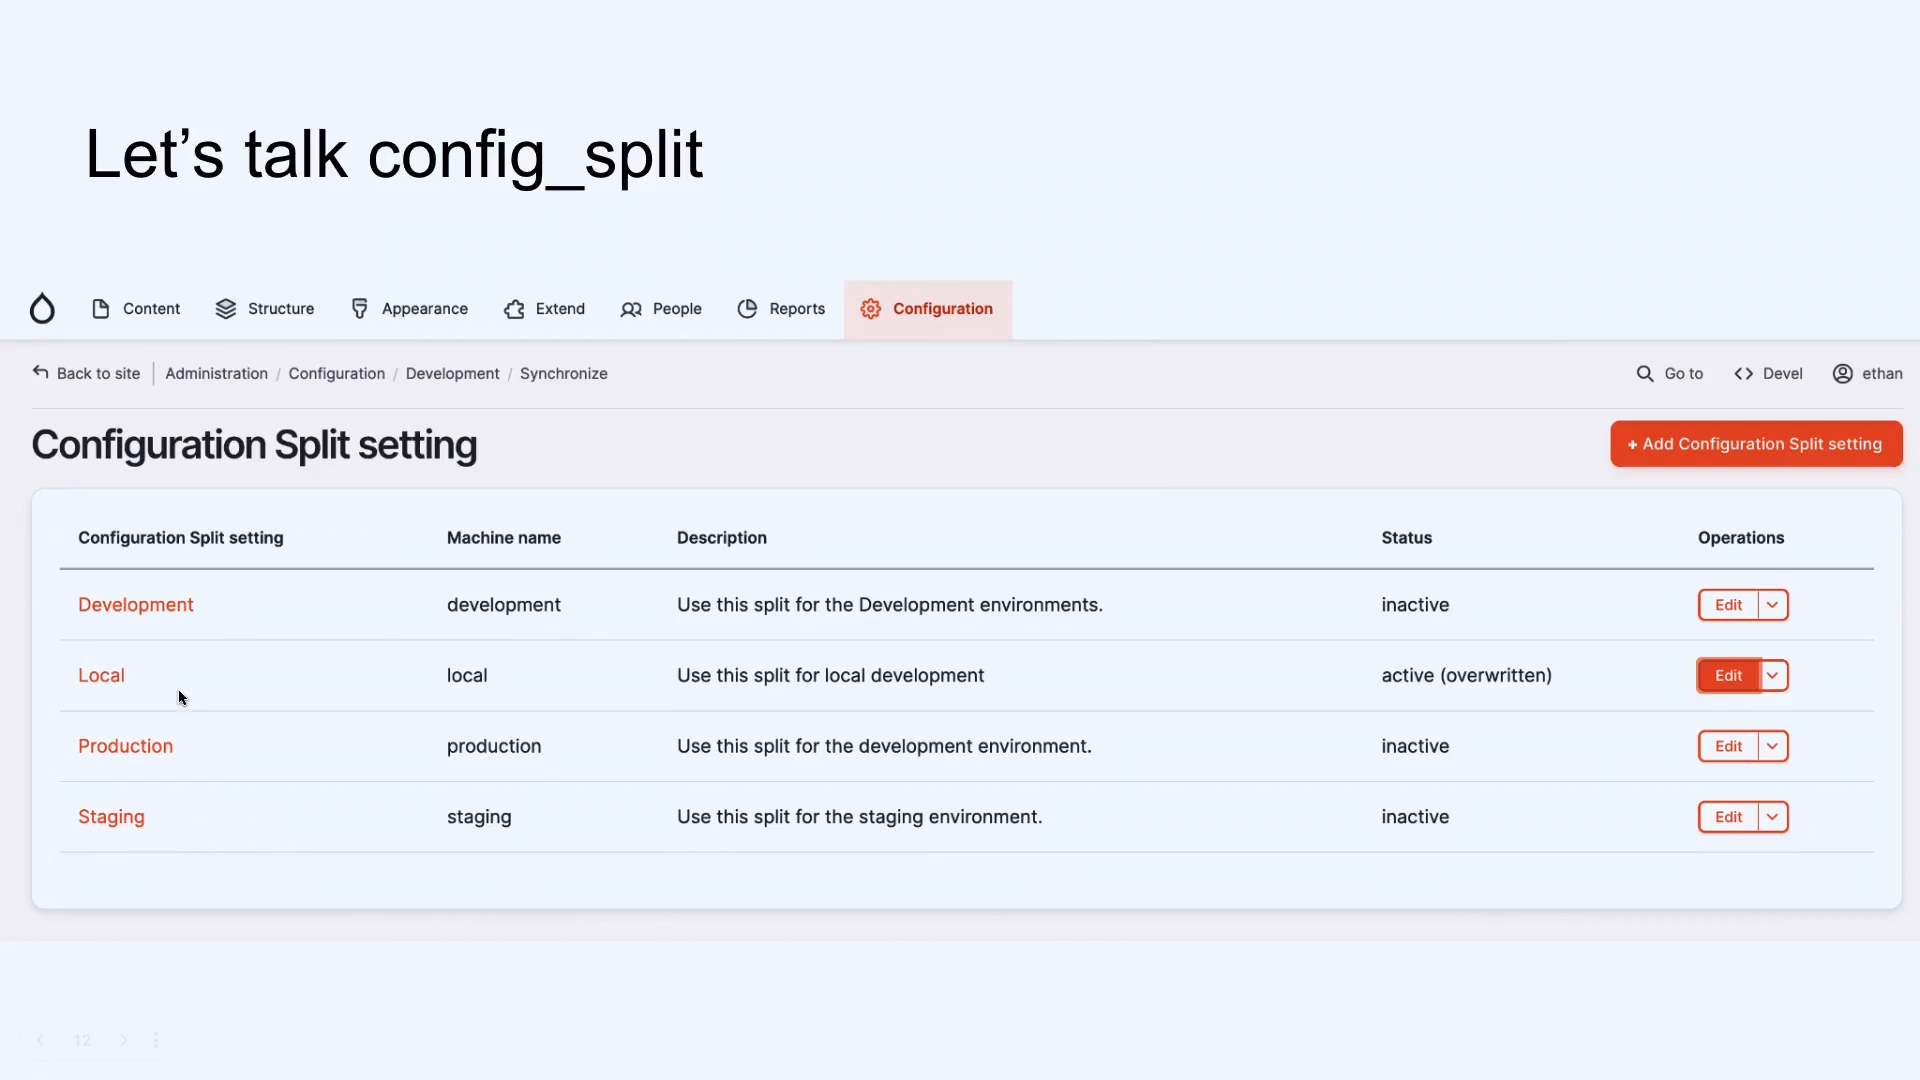 Let’s talk config_split
Content Structure Appearance Extend People Reports Configuration
Back to site Administration / Configuration / Development / Synchronize Go to Devel ethan
Configuration Split setting + Add Configuration Split setting
Configuration Split setting Machine name Description Status Operations
Development development Use this split for the Development environments. inactive Edit
Local local Use this split for local development active (overwritten) Edit
Production production Use this split for the development environment. inactive Edit
Staging staging Use this split for the staging environment. inactive Edit
12